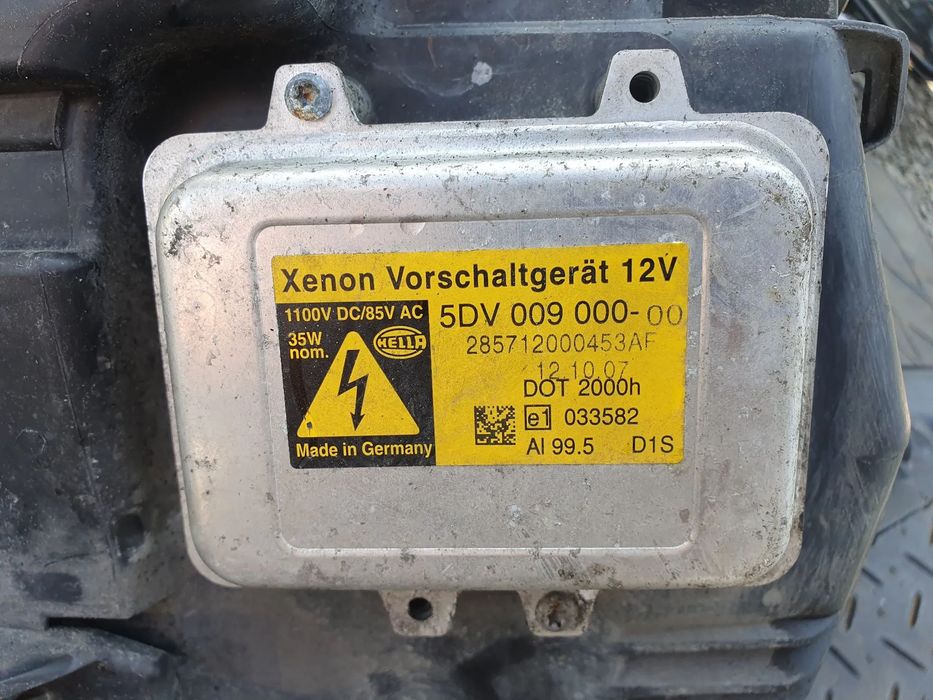 Xenon Vorschaltgerät 12V
1100V DC/85V AC
35W
nom.
HELLA
Made in Germany
5DV 009 000-00
285712000453AF
12.10.07
DOT 2000h
e1 033582
Al 99.5 D1S